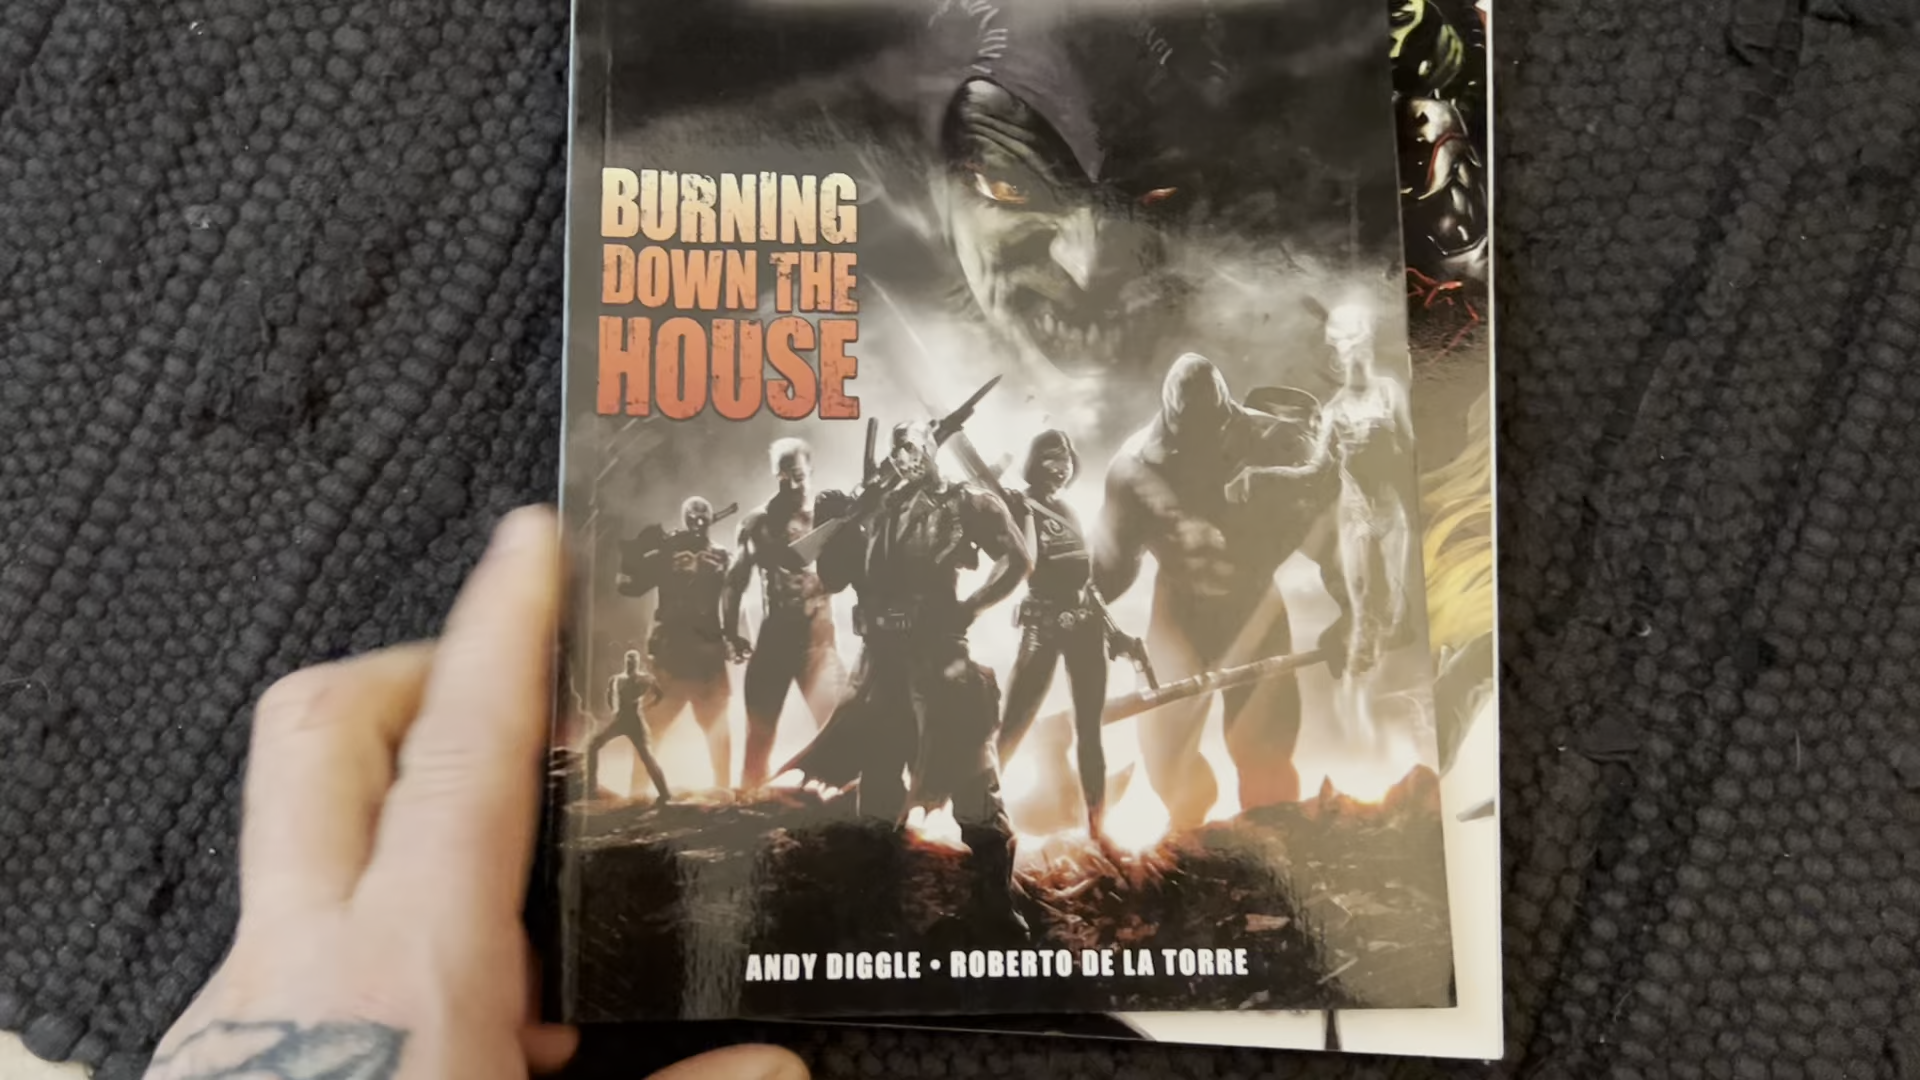 BURNING
DOWN THE
HOUSE
ANDY DIGGLE • ROBERTO DE LA TORRE